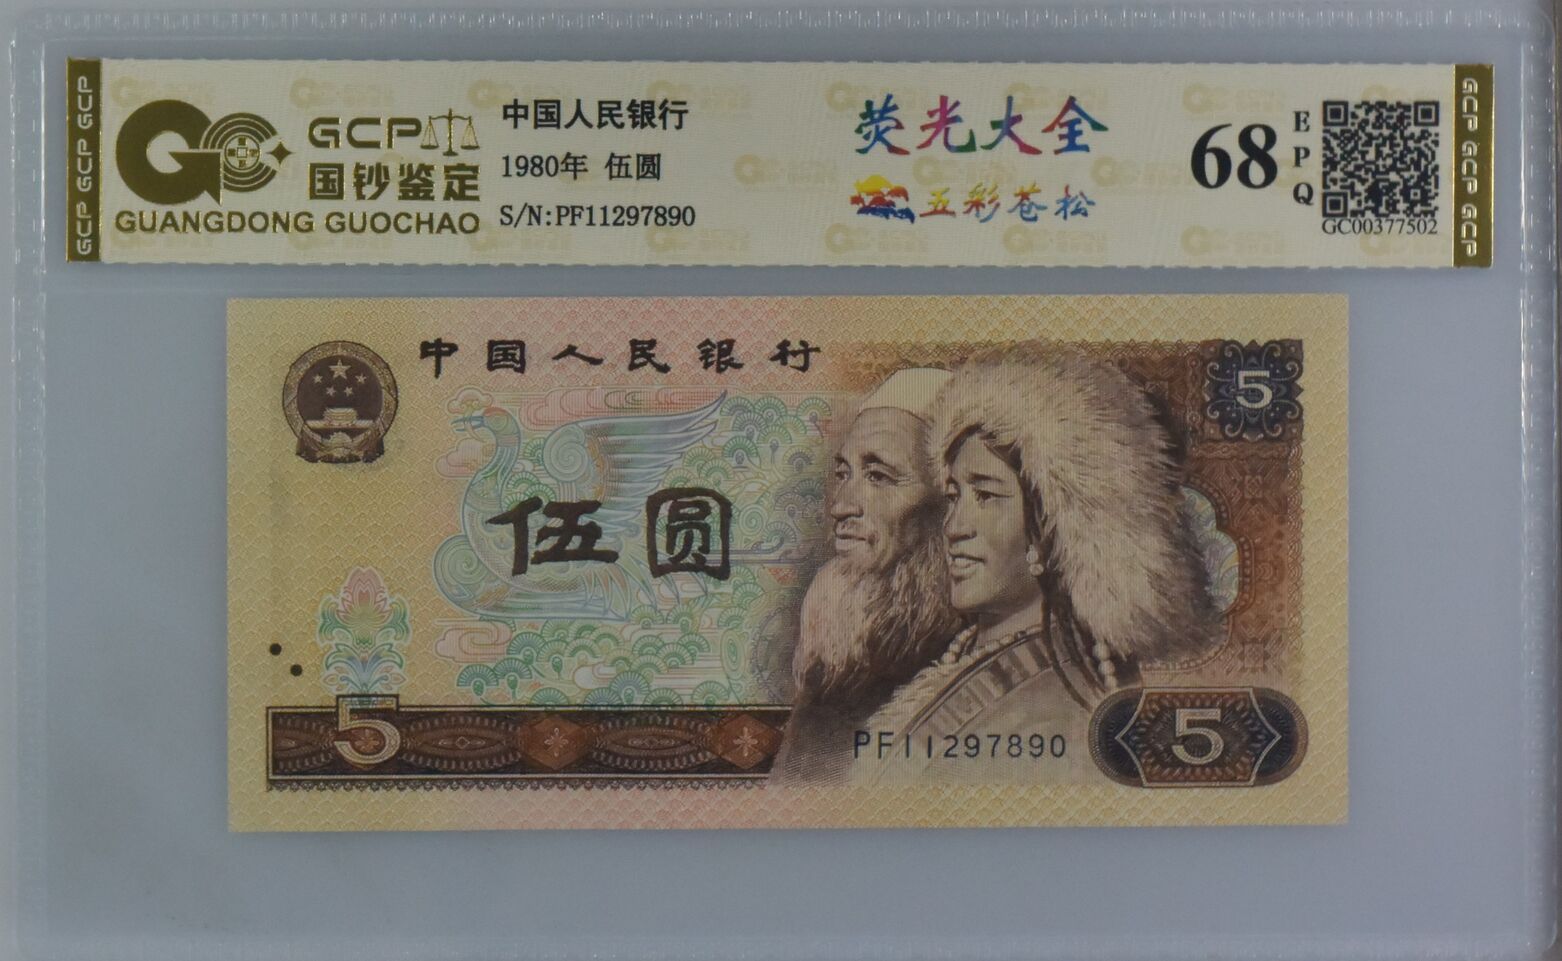 GCP GCP GCP
GCP
国钞鉴定
GUANGDONG GUOCHAO
中国人民银行
1980年 伍圆
S/N:PF11297890
荧光大全
五彩苍松
68
EPQ
GC00377502
GCP GCP GCP
中国人民银行
5
伍圆
5
PF11297890
5